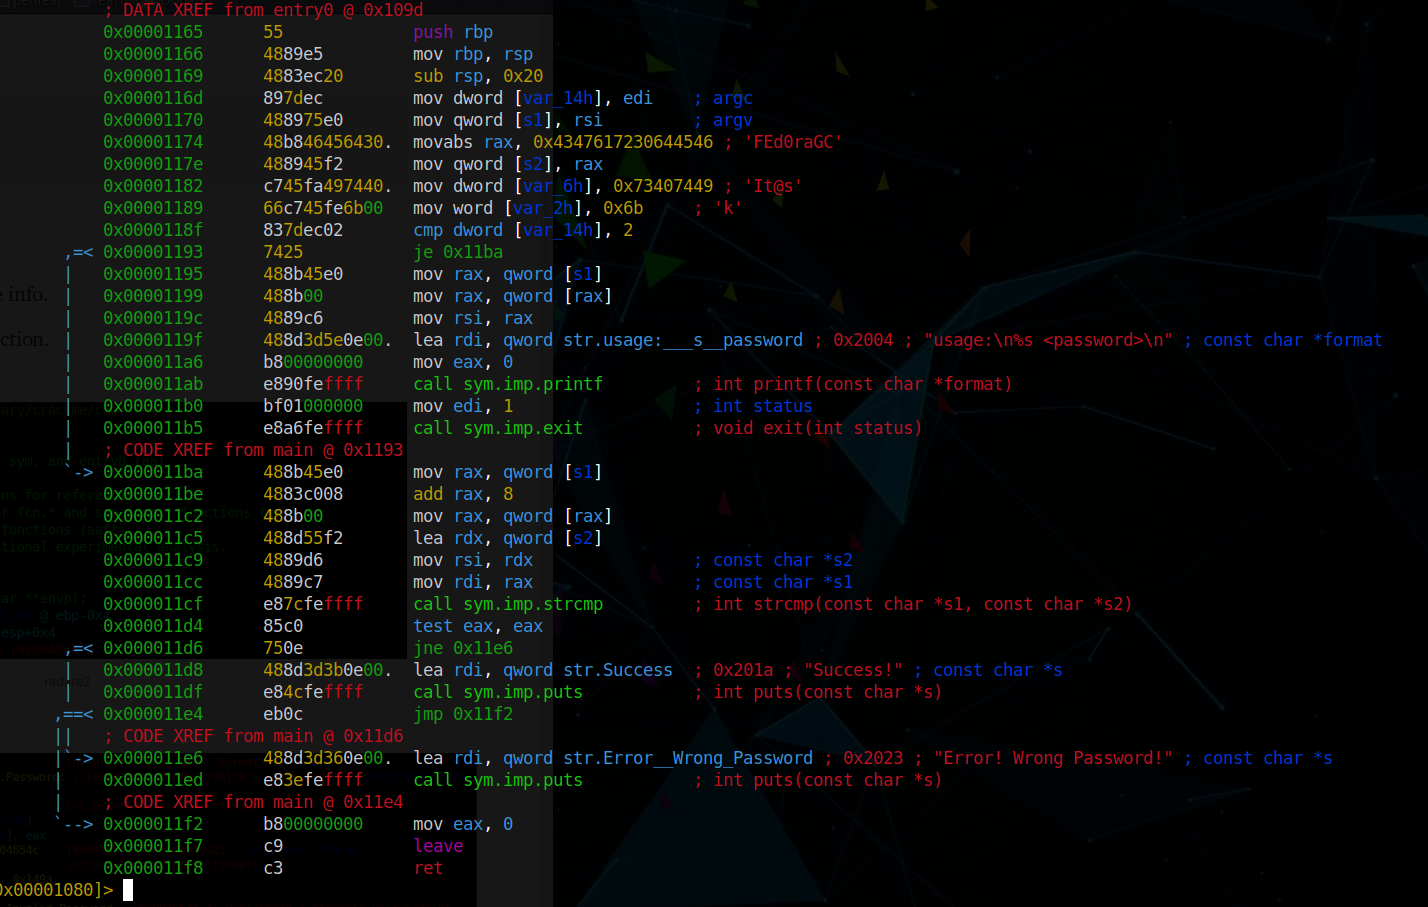 ; DATA XREF from entry0 @ 0x109d
0x00001165 55 push rbp
0x00001166 4889e5 mov rbp, rsp
0x00001169 4883ec20 sub rsp, 0x20
0x0000116d 897dec mov dword [var_14h], edi ; argc
0x00001170 488975e0 mov qword [s1], rsi ; argv
0x00001174 48b846456430. movabs rax, 0x4347617230644546 ; 'FEd0raGC'
0x0000117e 488945f2 mov qword [s2], rax
0x00001182 c745fa497440. mov dword [var_6h], 0x73407449 ; 'It@s'
0x00001189 66c745fe6b00 mov word [var_2h], 0x6b ; 'k'
0x0000118f 837dec02 cmp dword [var_14h], 2
,=< 0x00001193 7425 je 0x11ba
| 0x00001195 488b45e0 mov rax, qword [s1]
e info. | 0x00001199 488b00 mov rax, qword [rax]
| 0x0000119c 4889c6 mov rsi, rax
ction. | 0x0000119f 488d3d5e0e00. lea rdi, qword str.usage:___s__password ; 0x2004 ; "usage:\n%s <password>\n" ; const char *format
| 0x000011a6 b800000000 mov eax, 0
| 0x000011ab e890feffff call sym.imp.printf ; int printf(const char *format)
| 0x000011b0 bf01000000 mov edi, 1 ; int status
| 0x000011b5 e8a6feffff call sym.imp.exit ; void exit(int status)
| ; CODE XREF from main @ 0x1193
`-> 0x000011ba 488b45e0 mov rax, qword [s1]
0x000011be 4883c008 add rax, 8
0x000011c2 488b00 mov rax, qword [rax]
0x000011c5 488d55f2 lea rdx, qword [s2]
0x000011c9 4889d6 mov rsi, rdx ; const char *s2
0x000011cc 4889c7 mov rdi, rax ; const char *s1
0x000011cf e87cfeffff call sym.imp.strcmp ; int strcmp(const char *s1, const char *s2)
0x000011d4 85c0 test eax, eax
,=< 0x000011d6 750e jne 0x11e6
| 0x000011d8 488d3d3b0e00. lea rdi, qword str.Success ; 0x201a ; "Success!" ; const char *s
| 0x000011df e84cfeffff call sym.imp.puts ; int puts(const char *s)
,==< 0x000011e4 eb0c jmp 0x11f2
|| ; CODE XREF from main @ 0x11d6
|`-> 0x000011e6 488d3d360e00. lea rdi, qword str.Error__Wrong_Password ; 0x2023 ; "Error! Wrong Password!" ; const char *s
| 0x000011ed e83efeffff call sym.imp.puts ; int puts(const char *s)
| ; CODE XREF from main @ 0x11e4
`--> 0x000011f2 b800000000 mov eax, 0
0x000011f7 c9 leave
0x000011f8 c3 ret
0x00001080]>